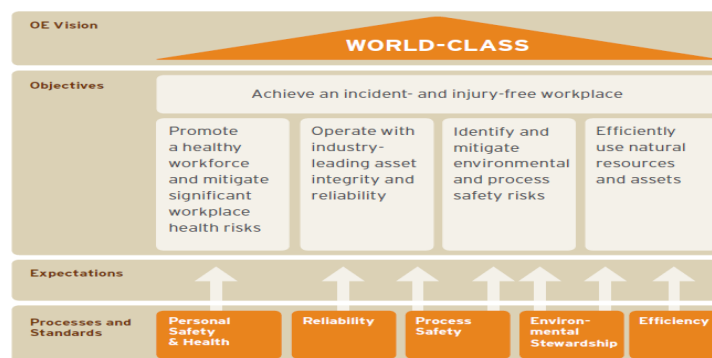 OE Vision
WORLD-CLASS
Objectives
Achieve an incident- and injury-free workplace
Promote
a healthy
workforce
and mitigate
significant
workplace
health risks
Operate with
industry-
leading asset
integrity and
reliability
Identify and
mitigate
environmental
and process
safety risks
Efficiently
use natural
resources
and assets
Expectations
Processes and
Standards
Personal
Safety
& Health
Reliability
Process
Safety
Environ-
mental
Stewardship
Efficiency